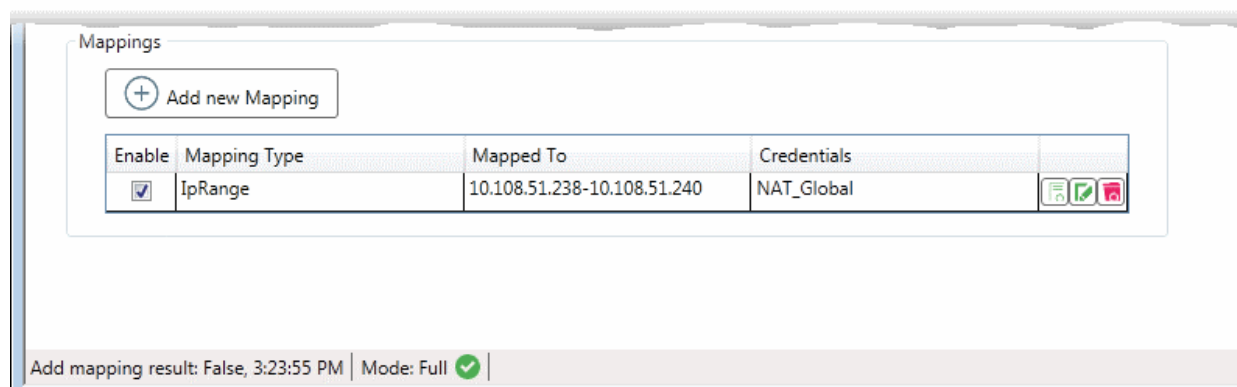 Mappings
Add new Mapping
Enable Mapping Type Mapped To Credentials
IpRange 10.108.51.238-10.108.51.240 NAT_Global
Add mapping result: False, 3:23:55 PM Mode: Full